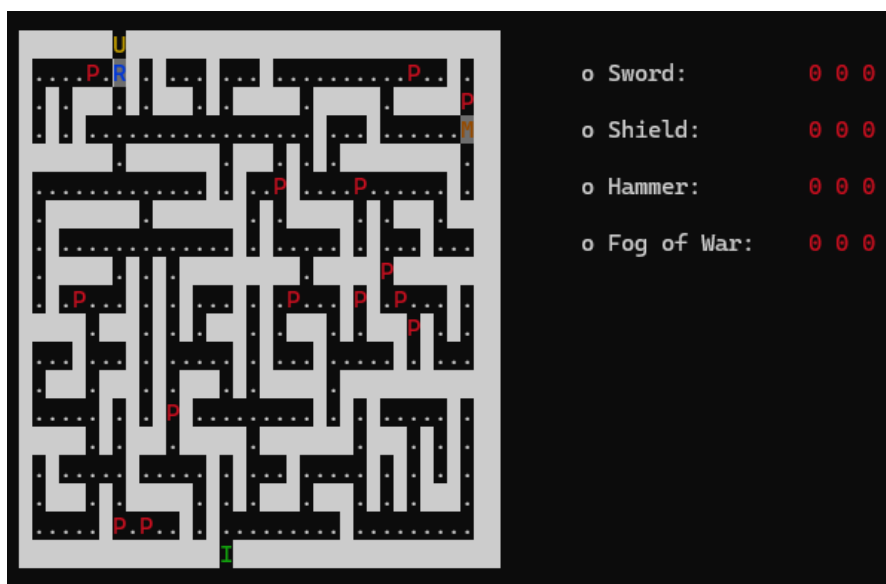 U
....P.R . ... ... ..........P.. . o Sword: 0 0 0
. . . . . . . . P
. . ................. ... ......M o Shield: 0 0 0
. . . . . .
............. . ..P ....P...... . o Hammer: 0 0 0
. . . . . . .
. ............. . ..... . ... ... o Fog of War: 0 0 0
. . . . . P
. .P... . . ... . .P... P .P... .
. . . . . . . . P . .
... ... . ..... . ... ..... . ...
. . . . . . .
..... . . P ......... . . ..... .
. . . . . . . .
. ..... ..... . ... ..... . . . .
. . . . . . . . . . .
..... P.P.. . ......... .........
I